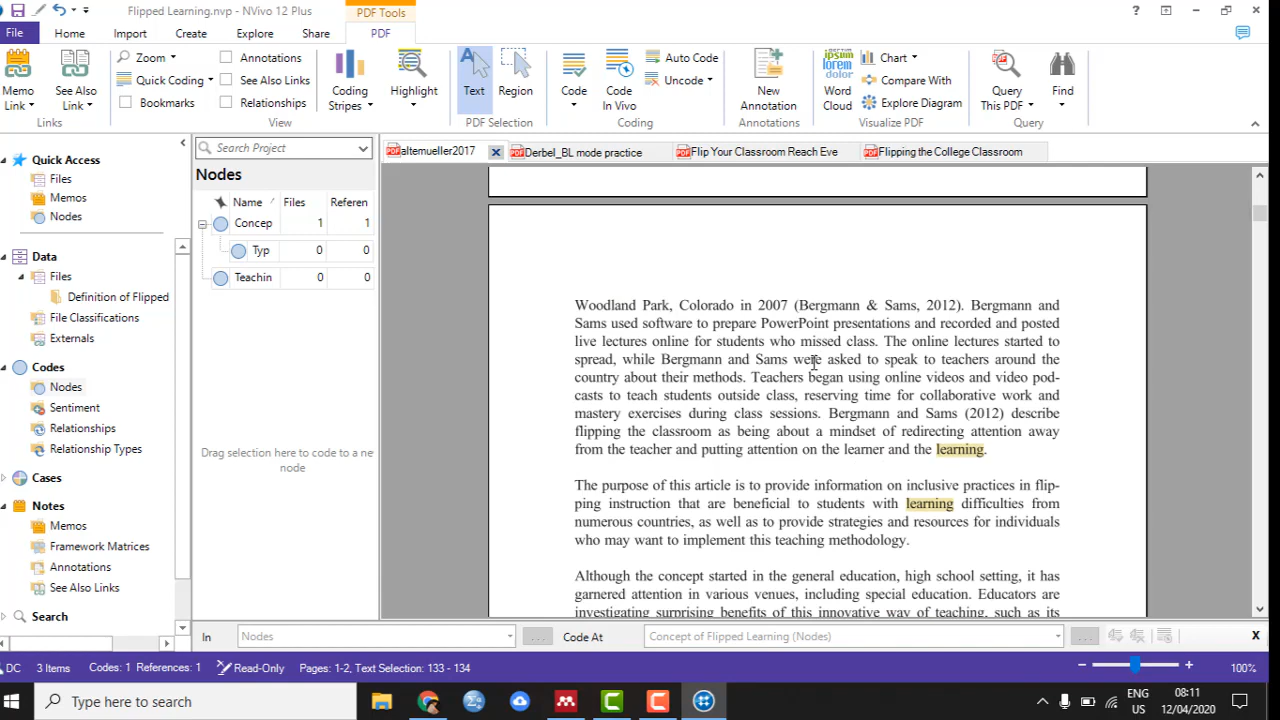 Flipped Learning.nvp - NVivo 12 Plus
PDF Tools
File
Home
Import
Create
Explore
Share
PDF
Memo Link
See Also Link
Links
Zoom
Quick Coding
Bookmarks
Annotations
See Also Links
Relationships
View
Coding Stripes
Highlight
Text
Region
PDF Selection
Code
Code In Vivo
Auto Code
Uncode
Coding
New Annotation
Annotations
Word Cloud
Chart
Compare With
Explore Diagram
Visualize PDF
Query This PDF
Find
Query
Quick Access
Files
Memos
Nodes
Data
Files
Definition of Flipped
File Classifications
Externals
Codes
Nodes
Sentiment
Relationships
Relationship Types
Cases
Notes
Memos
Framework Matrices
Annotations
See Also Links
Search
Search Project
Nodes
Name Files Referen
Concep 1 1
Typ 0 0
Teachin 0 0
Drag selection here to code to a ne
node
altemueller2017
Derbel_BL mode practice
Flip Your Classroom Reach Eve
Flipping the College Classroom
Woodland Park, Colorado in 2007 (Bergmann & Sams, 2012). Bergmann and
Sams used software to prepare PowerPoint presentations and recorded and posted
live lectures online for students who missed class. The online lectures started to
spread, while Bergmann and Sams were asked to speak to teachers around the
country about their methods. Teachers began using online videos and video pod-
casts to teach students outside class, reserving time for collaborative work and
mastery exercises during class sessions. Bergmann and Sams (2012) describe
flipping the classroom as being about a mindset of redirecting attention away
from the teacher and putting attention on the learner and the learning.
The purpose of this article is to provide information on inclusive practices in flip-
ping instruction that are beneficial to students with learning difficulties from
numerous countries, as well as to provide strategies and resources for individuals
who may want to implement this teaching methodology.
Although the concept started in the general education, high school setting, it has
garnered attention in various venues, including special education. Educators are
investigating surprising benefits of this innovative way of teaching, such as its
In
Nodes
...
Code At
Concept of Flipped Learning (Nodes)
...
DC
3 Items
Codes: 1 References: 1
Read-Only
Pages: 1-2, Text Selection: 133 - 134
100%
Type here to search
ENG
US
08:11
12/04/2020